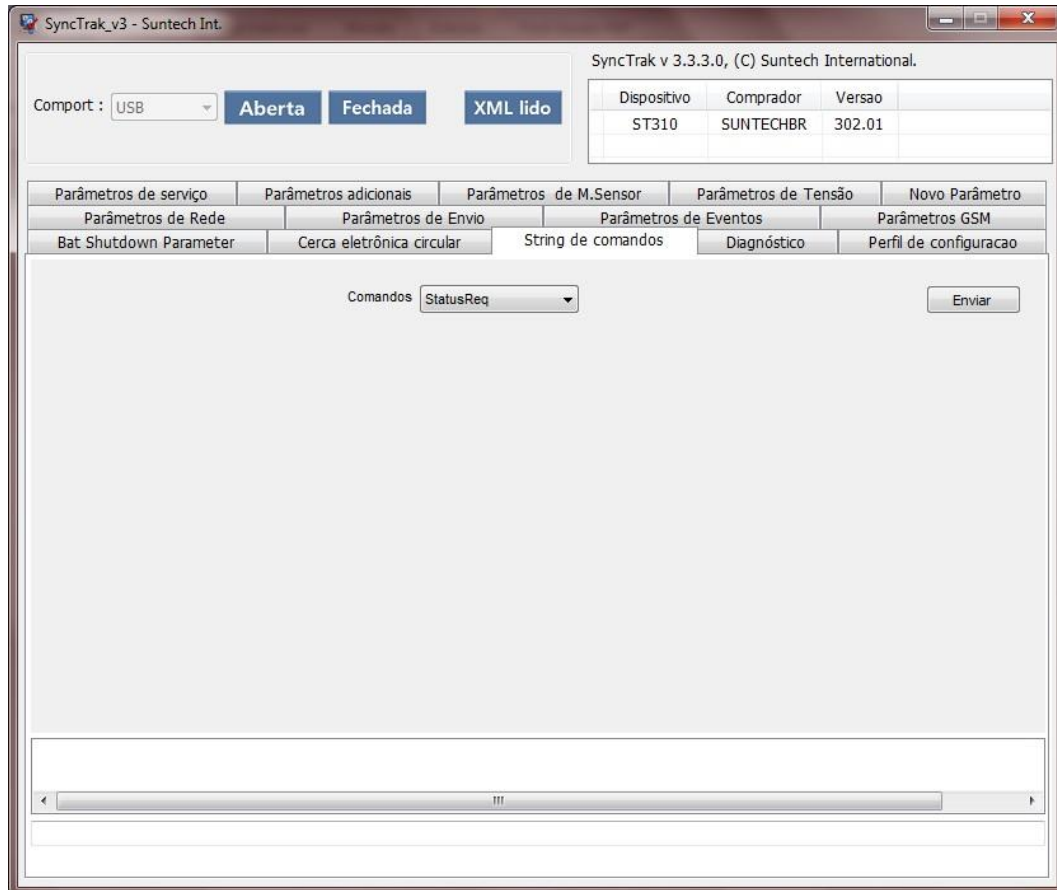 SyncTrak_v3 - Suntech Int.
SyncTrak v 3.3.3.0, (C) Suntech International.
Comport : USB Aberta Fechada XML lido
Dispositivo Comprador Versao
ST310 SUNTECHBR 302.01
Parâmetros de serviço Parâmetros adicionais Parâmetros de M.Sensor Parâmetros de Tensão Novo Parâmetro
Parâmetros de Rede Parâmetros de Envio Parâmetros de Eventos Parâmetros GSM
Bat Shutdown Parameter Cerca eletrônica circular String de comandos Diagnóstico Perfil de configuracao
Comandos StatusReq Enviar